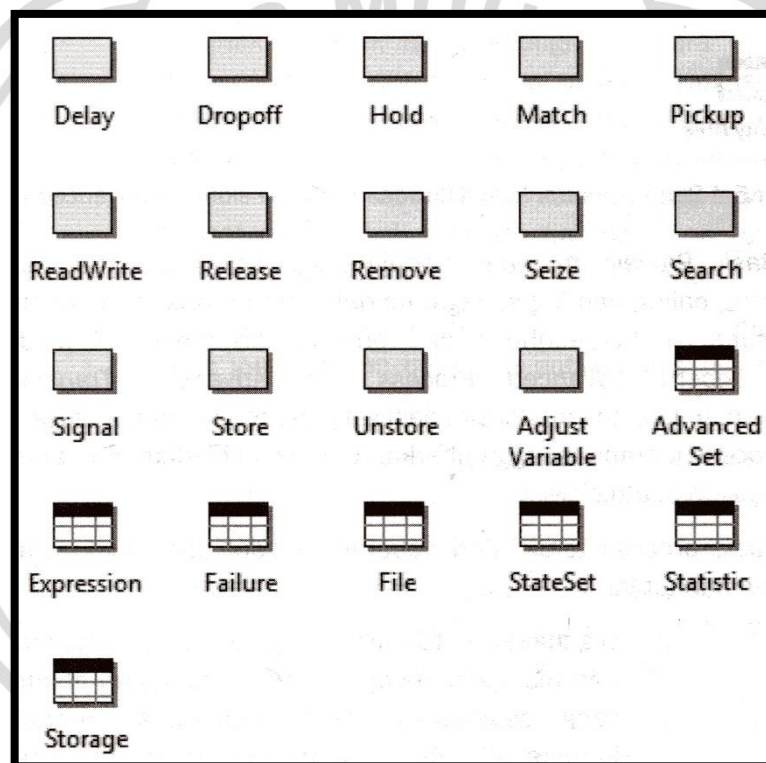 Delay Dropoff Hold Match Pickup
ReadWrite Release Remove Seize Search
Signal Store Unstore Adjust Variable Advanced Set
Expression Failure File StateSet Statistic
Storage